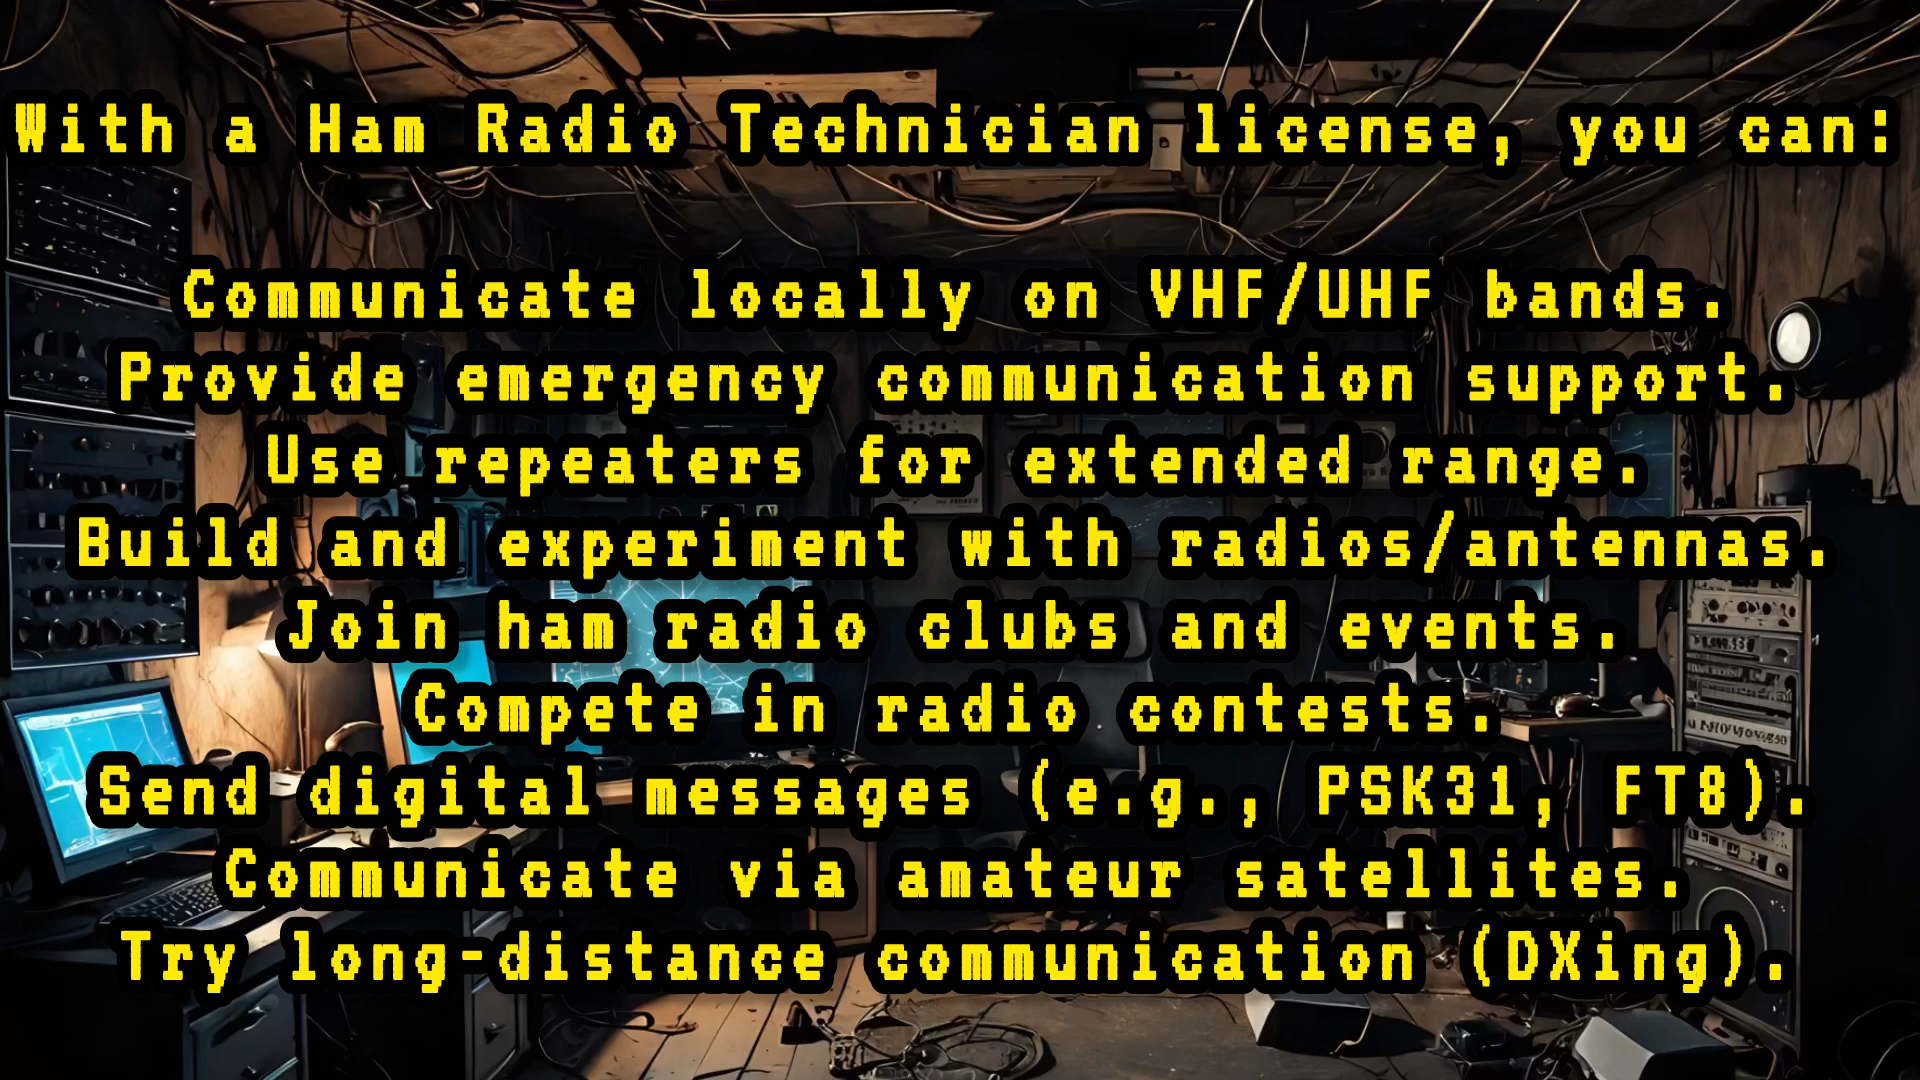 With a Ham Radio Technician license, you can:
Communicate locally on VHF/UHF bands.
Provide emergency communication support.
Use repeaters for extended range.
Build and experiment with radios/antennas.
Join ham radio clubs and events.
Compete in radio contests.
Send digital messages (e.g., PSK31, FT8).
Communicate via amateur satellites.
Try long-distance communication (DXing).